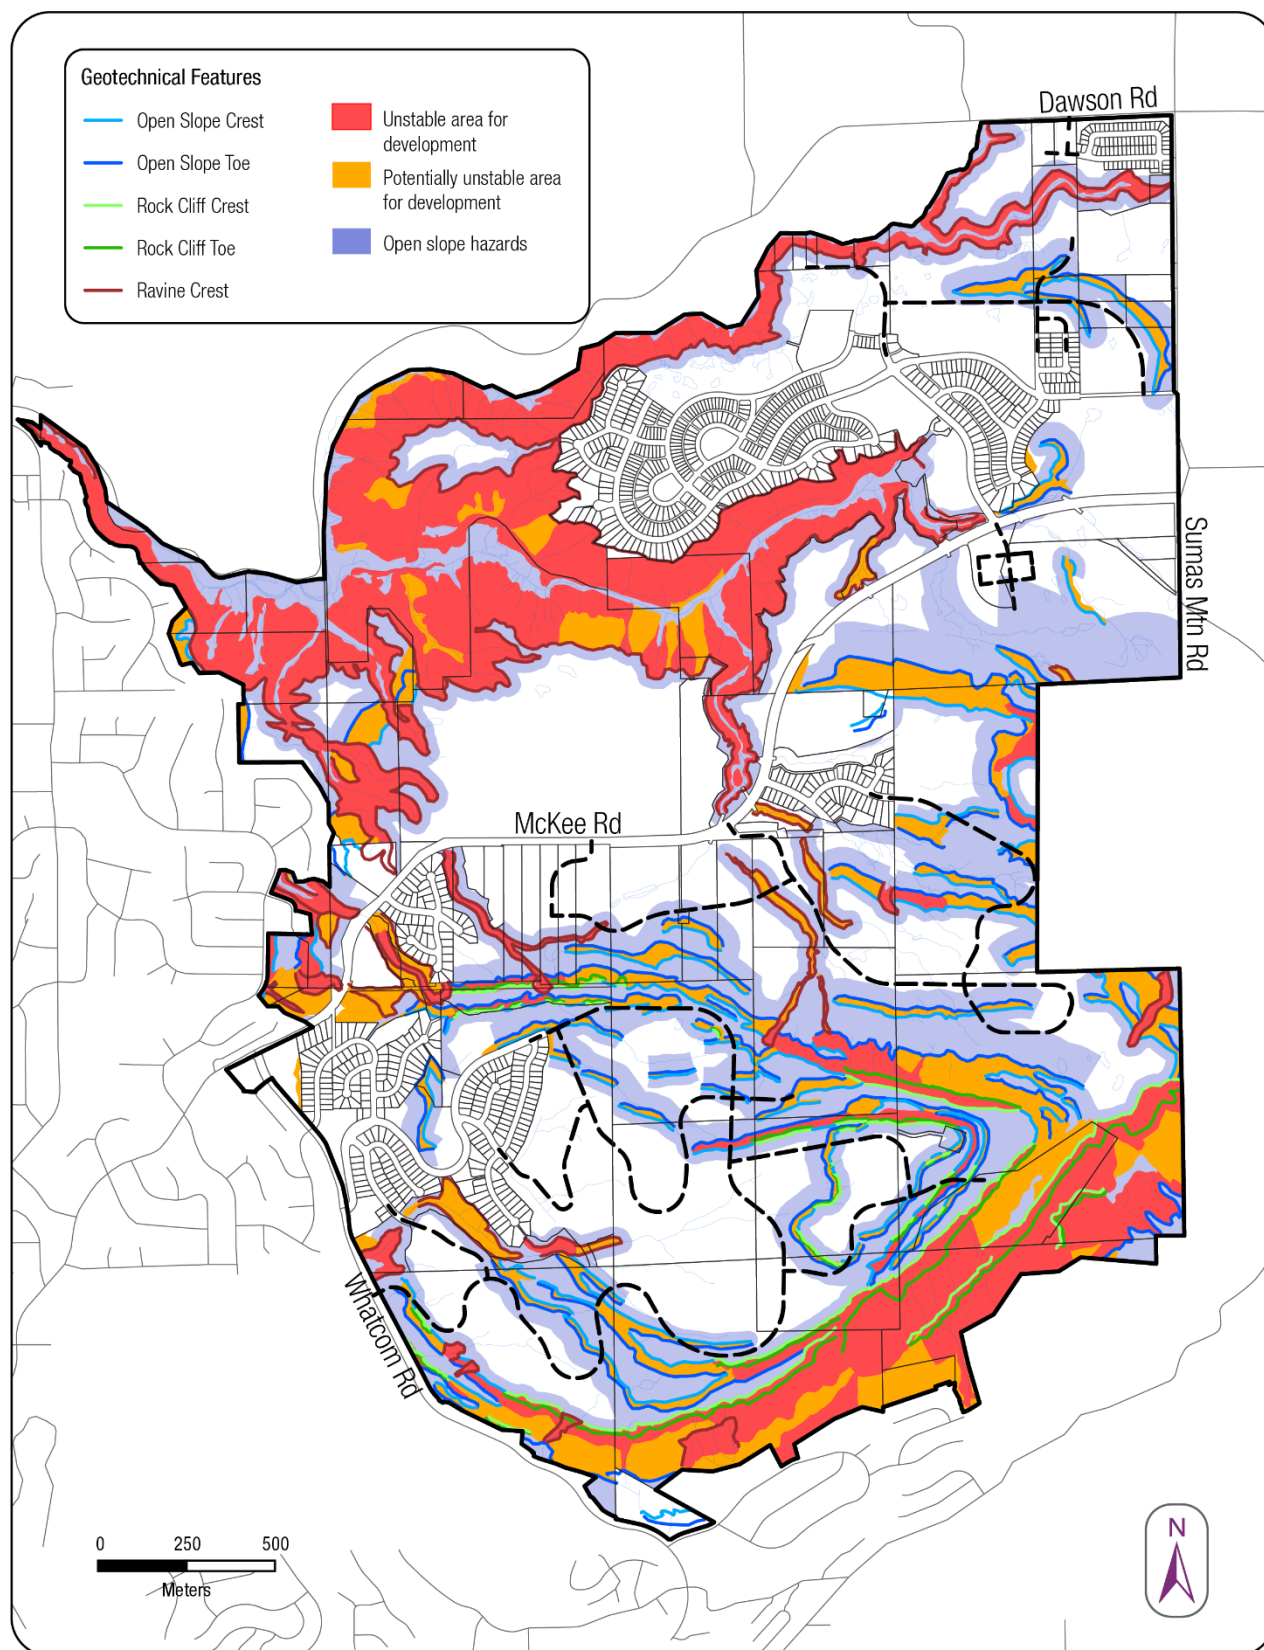 Geotechnical Features
Open Slope Crest
Open Slope Toe
Rock Cliff Crest
Rock Cliff Toe
Ravine Crest
Unstable area for
development
Potentially unstable area
for development
Open slope hazards
Dawson Rd
Sumas Mtn Rd
McKee Rd
Whatcom Rd
0 250 500
Meters
N